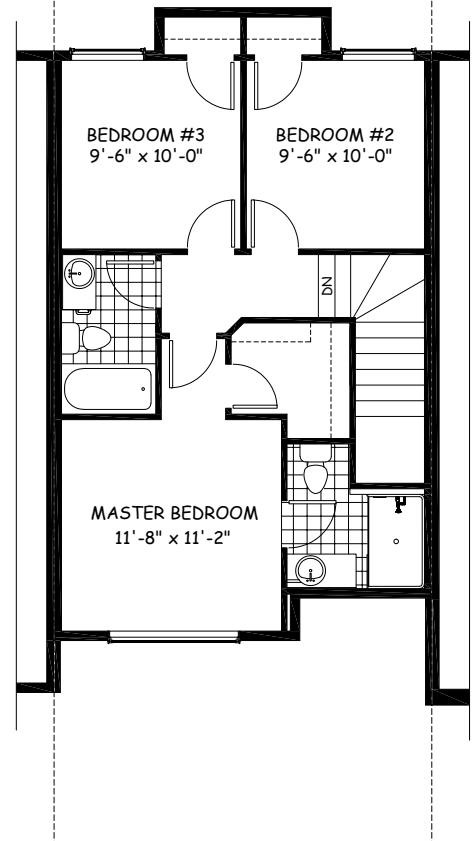 BEDROOM #3
9'-6" x 10'-0"
BEDROOM #2
9'-6" x 10'-0"
DN
MASTER BEDROOM
11'-8" x 11'-2"